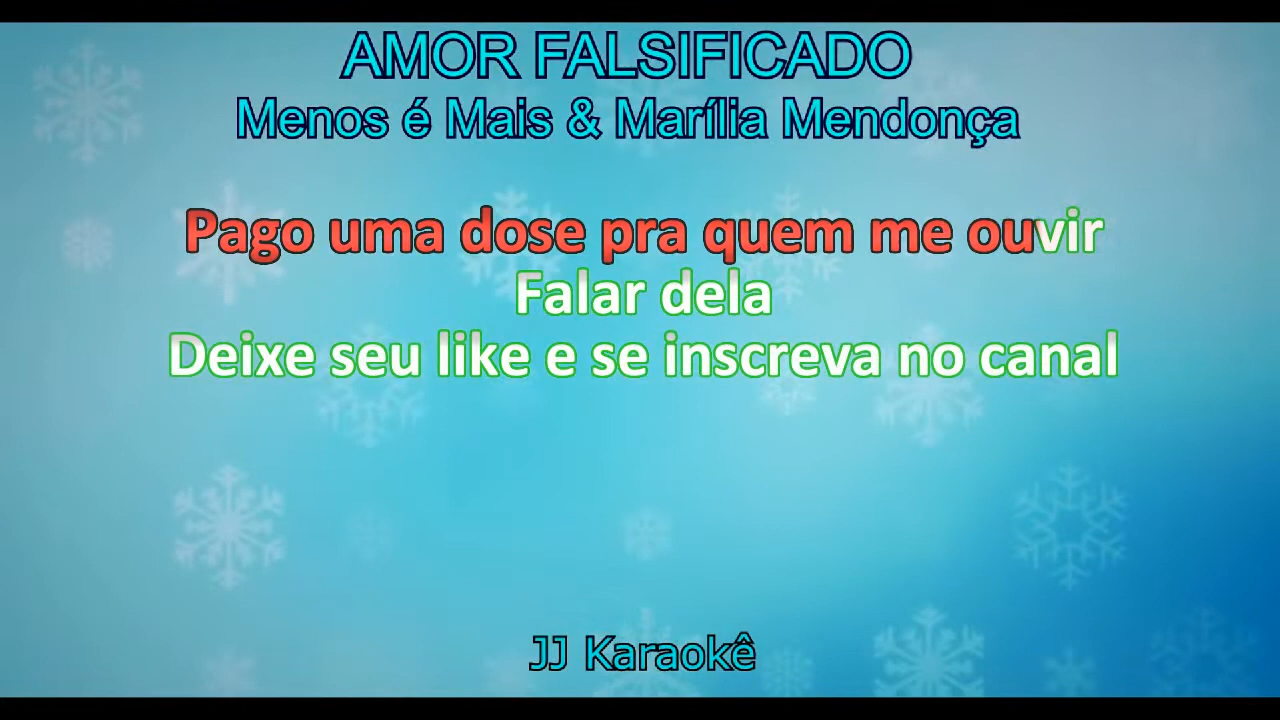 AMOR FALSIFICADO
Menos é Mais & Marília Mendonça
Pago uma dose pra quem me ouvir
Falar dela
Deixe seu like e se inscreva no canal
JJ Karaokê